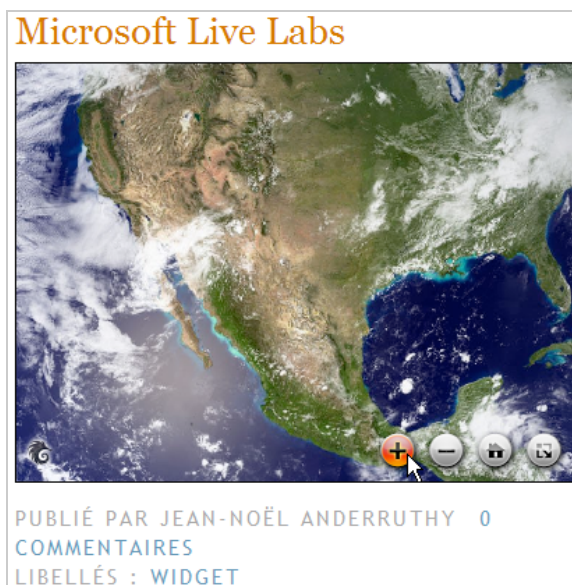 Microsoft Live Labs
PUBLIÉ PAR JEAN-NOËL ANDERRUTHY 0
COMMENTAIRES
LIBELLÉS : WIDGET